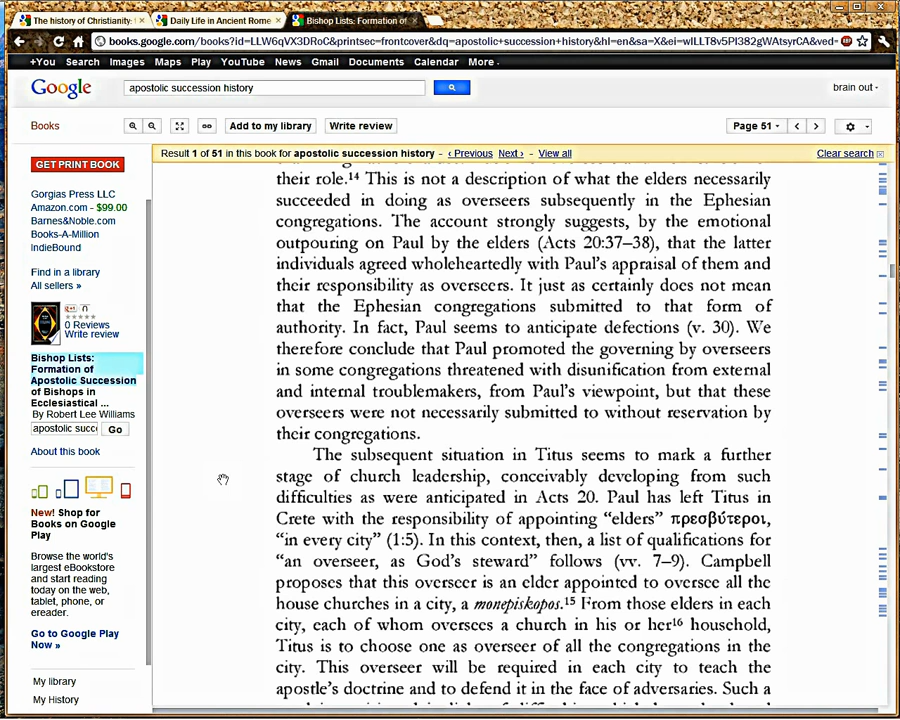 The history of Christianity:
Daily Life in Ancient Rome
Bishop Lists: Formation of
books.google.com/books?id=LLW6qVX3DRoC&printsec=frontcover&dq=apostolic+succession+history&hl=en&sa=X&ei=wILLT8v5PI382gWAtsyrCA&ved=
+You Search Images Maps Play YouTube News Gmail Documents Calendar More
Google
apostolic succession history
brain out
Books
Add to my library
Write review
Page 51
Result 1 of 51 in this book for apostolic succession history - ‹ Previous Next › - View all
Clear search
GET PRINT BOOK
Gorgias Press LLC
Amazon.com - $99.00
Barnes&Noble.com
Books-A-Million
IndieBound
Find in a library
All sellers »
+1 0
0 Reviews
Write review
Bishop Lists:
Formation of
Apostolic Succession
of Bishops in
Ecclesiastical ...
By Robert Lee Williams
apostolic succ
Go
About this book
New! Shop for
Books on Google
Play
Browse the world's
largest eBookstore
and start reading
today on the web,
tablet, phone, or
ereader.
Go to Google Play
Now »
My library
My History
their role.14 This is not a description of what the elders necessarily
succeeded in doing as overseers subsequently in the Ephesian
congregations. The account strongly suggests, by the emotional
outpouring on Paul by the elders (Acts 20:37–38), that the latter
individuals agreed wholeheartedly with Paul's appraisal of them and
their responsibility as overseers. It just as certainly does not mean
that the Ephesian congregations submitted to that form of
authority. In fact, Paul seems to anticipate defections (v. 30). We
therefore conclude that Paul promoted the governing by overseers
in some congregations threatened with disunification from external
and internal troublemakers, from Paul's viewpoint, but that these
overseers were not necessarily submitted to without reservation by
their congregations.
The subsequent situation in Titus seems to mark a further
stage of church leadership, conceivably developing from such
difficulties as were anticipated in Acts 20. Paul has left Titus in
Crete with the responsibility of appointing “elders” πρεσβύτεροι,
“in every city” (1:5). In this context, then, a list of qualifications for
“an overseer, as God's steward” follows (vv. 7–9). Campbell
proposes that this overseer is an elder appointed to oversee all the
house churches in a city, a monepiskopos.15 From those elders in each
city, each of whom oversees a church in his or her16 household,
Titus is to choose one as overseer of all the congregations in the
city. This overseer will be required in each city to teach the
apostle's doctrine and to defend it in the face of adversaries. Such a